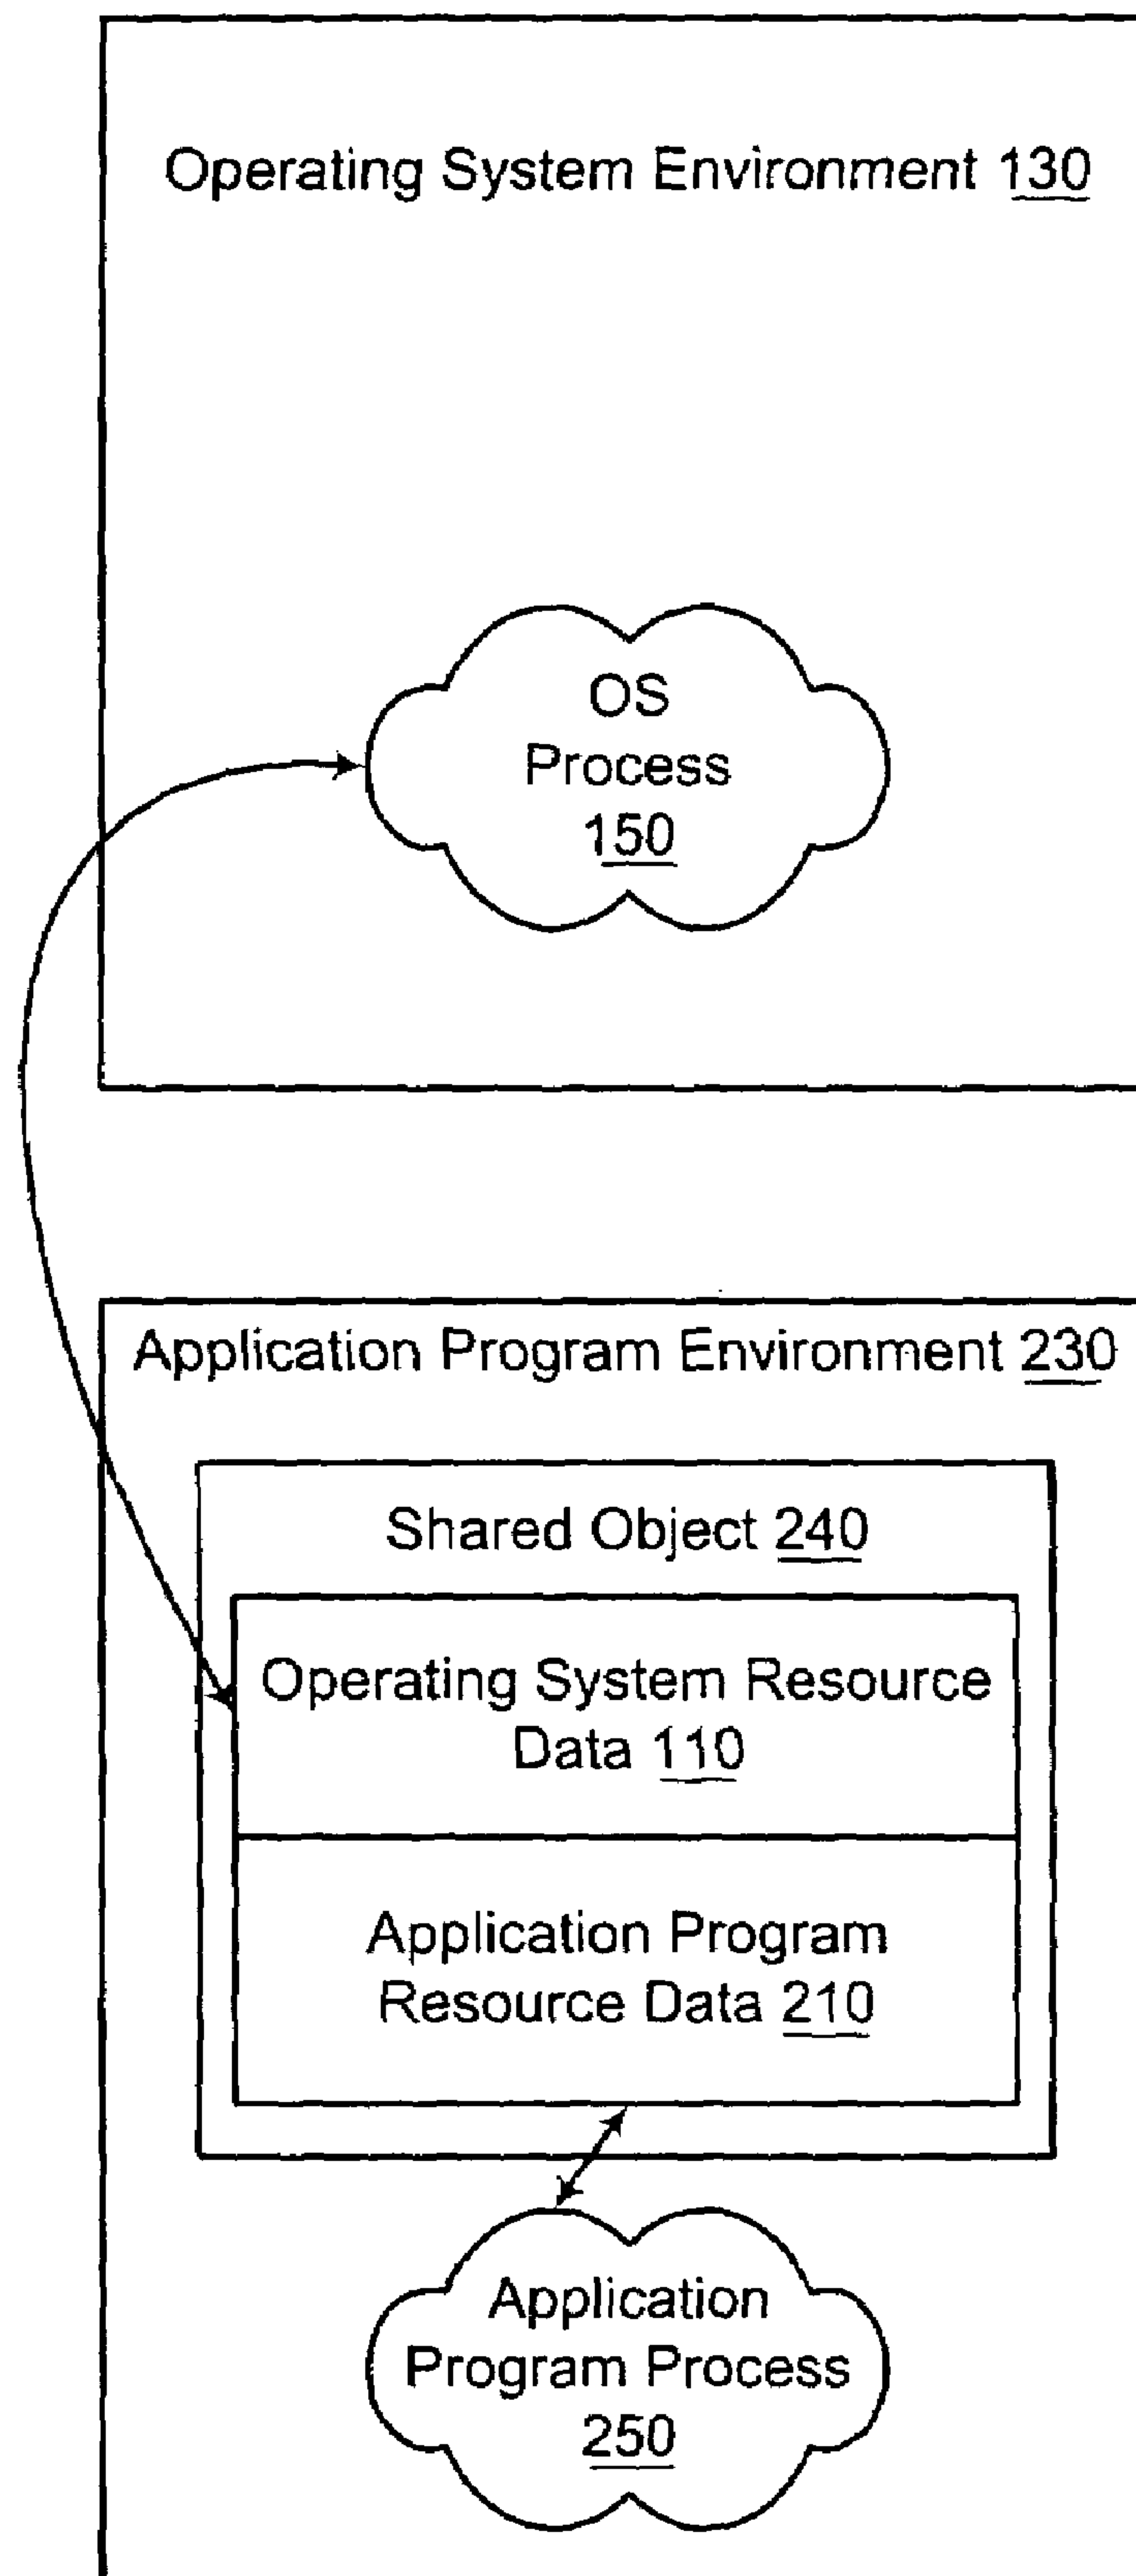 Operating System Environment 130
OS
Process
150
Application Program Environment 230
Shared Object 240
Operating System Resource
Data 110
Application Program
Resource Data 210
Application
Program Process
250